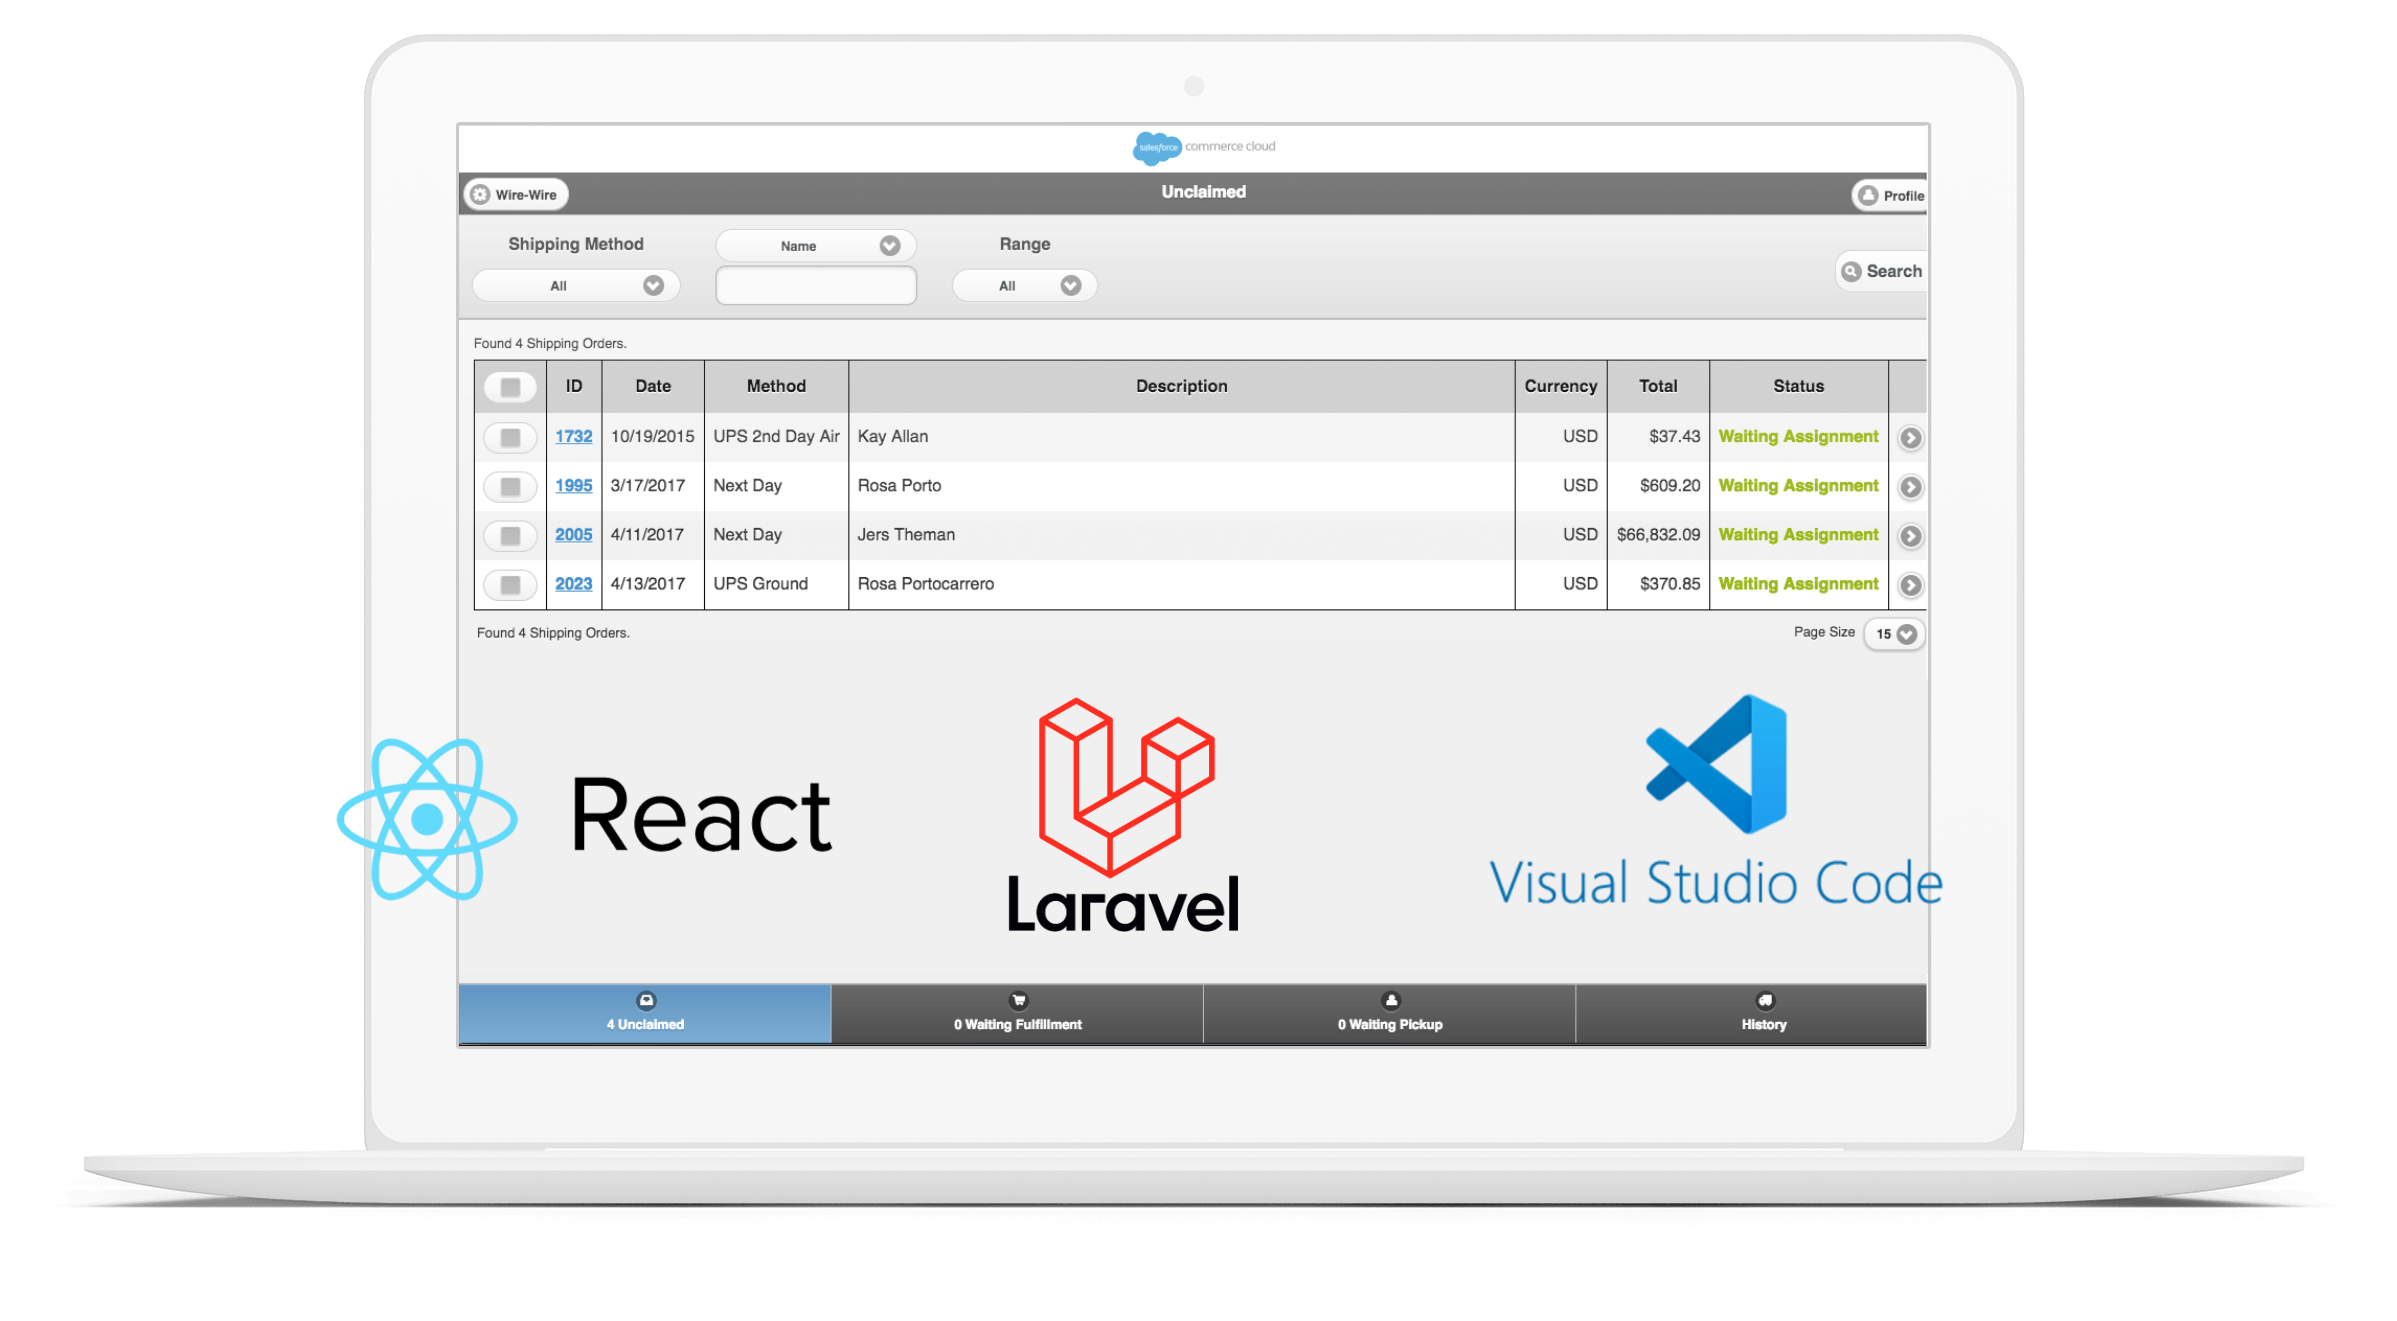 salesforce commerce cloud
Wire-Wire
Unclaimed
Profile
Shipping Method
Name
Range
All
All
Search
Found 4 Shipping Orders.
ID Date Method Description Currency Total Status
1732 10/19/2015 UPS 2nd Day Air Kay Allan USD $37.43 Waiting Assignment
1995 3/17/2017 Next Day Rosa Porto USD $609.20 Waiting Assignment
2005 4/11/2017 Next Day Jers Theman USD $66,832.09 Waiting Assignment
2023 4/13/2017 UPS Ground Rosa Portocarrero USD $370.85 Waiting Assignment
Found 4 Shipping Orders.
Page Size 15
React
Laravel
Visual Studio Code
4 Unclaimed
0 Waiting Fulfillment
0 Waiting Pickup
History